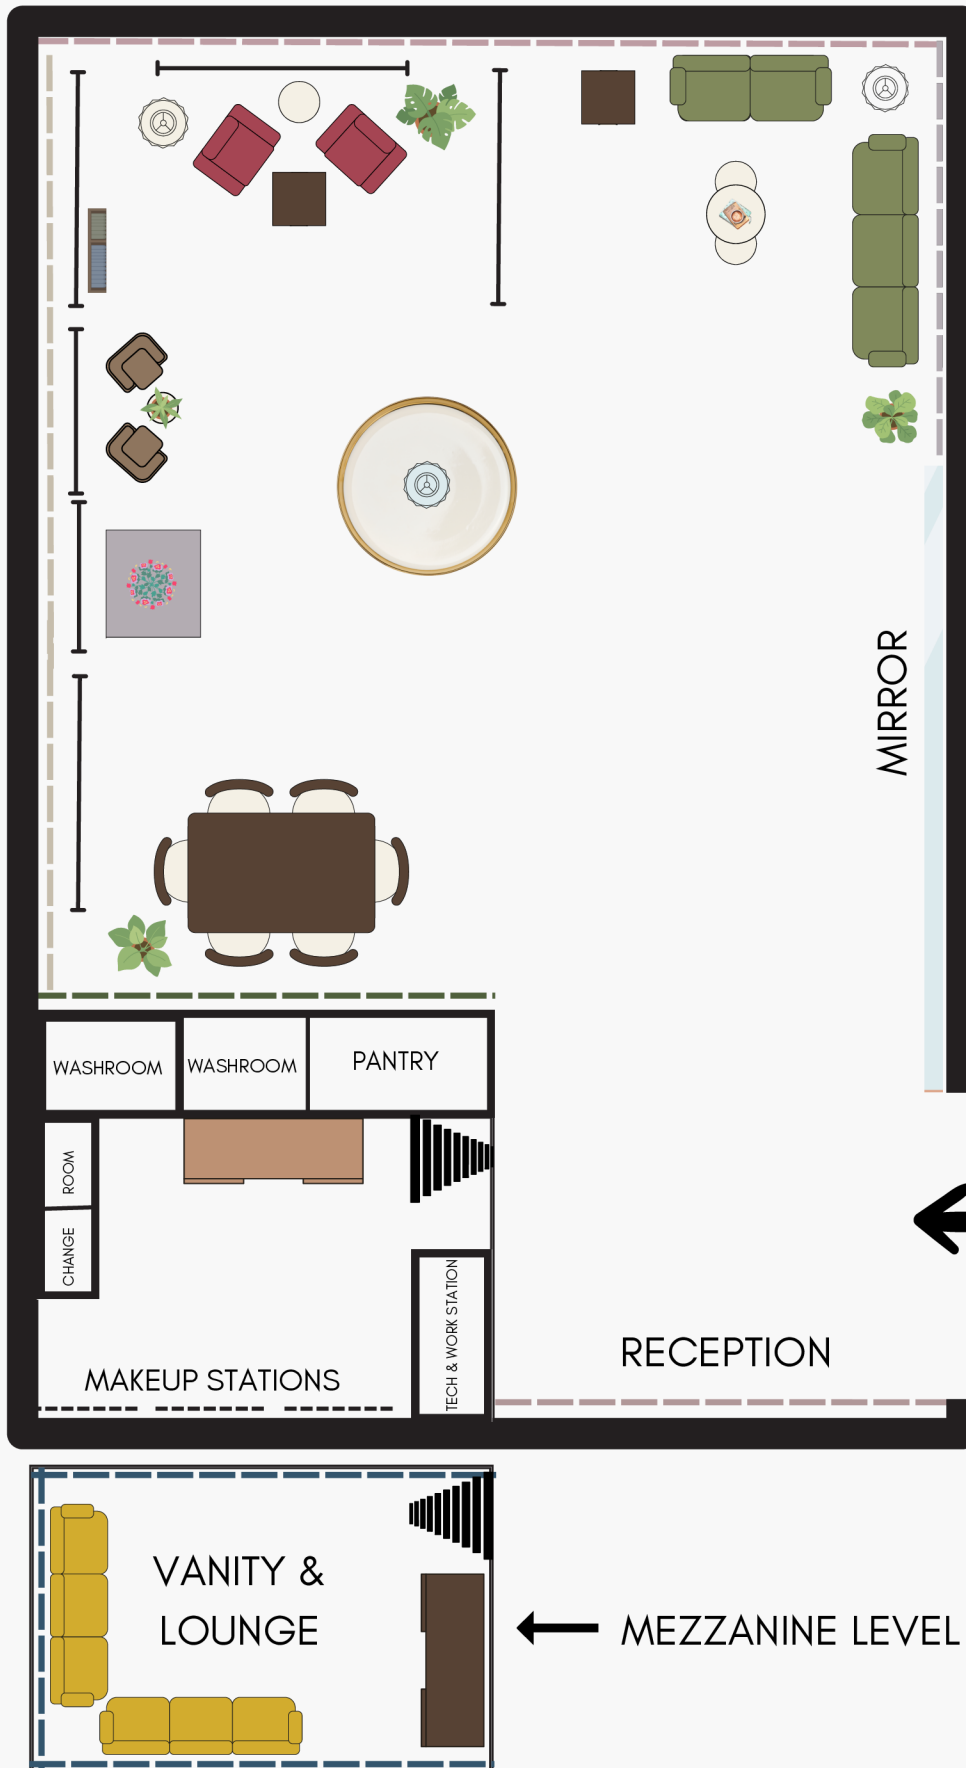 MIRROR
WASHROOM
WASHROOM
PANTRY
ROOM
CHANGE
TECH & WORK STATION
RECEPTION
MAKEUP STATIONS
VANITY &
LOUNGE
MEZZANINE LEVEL